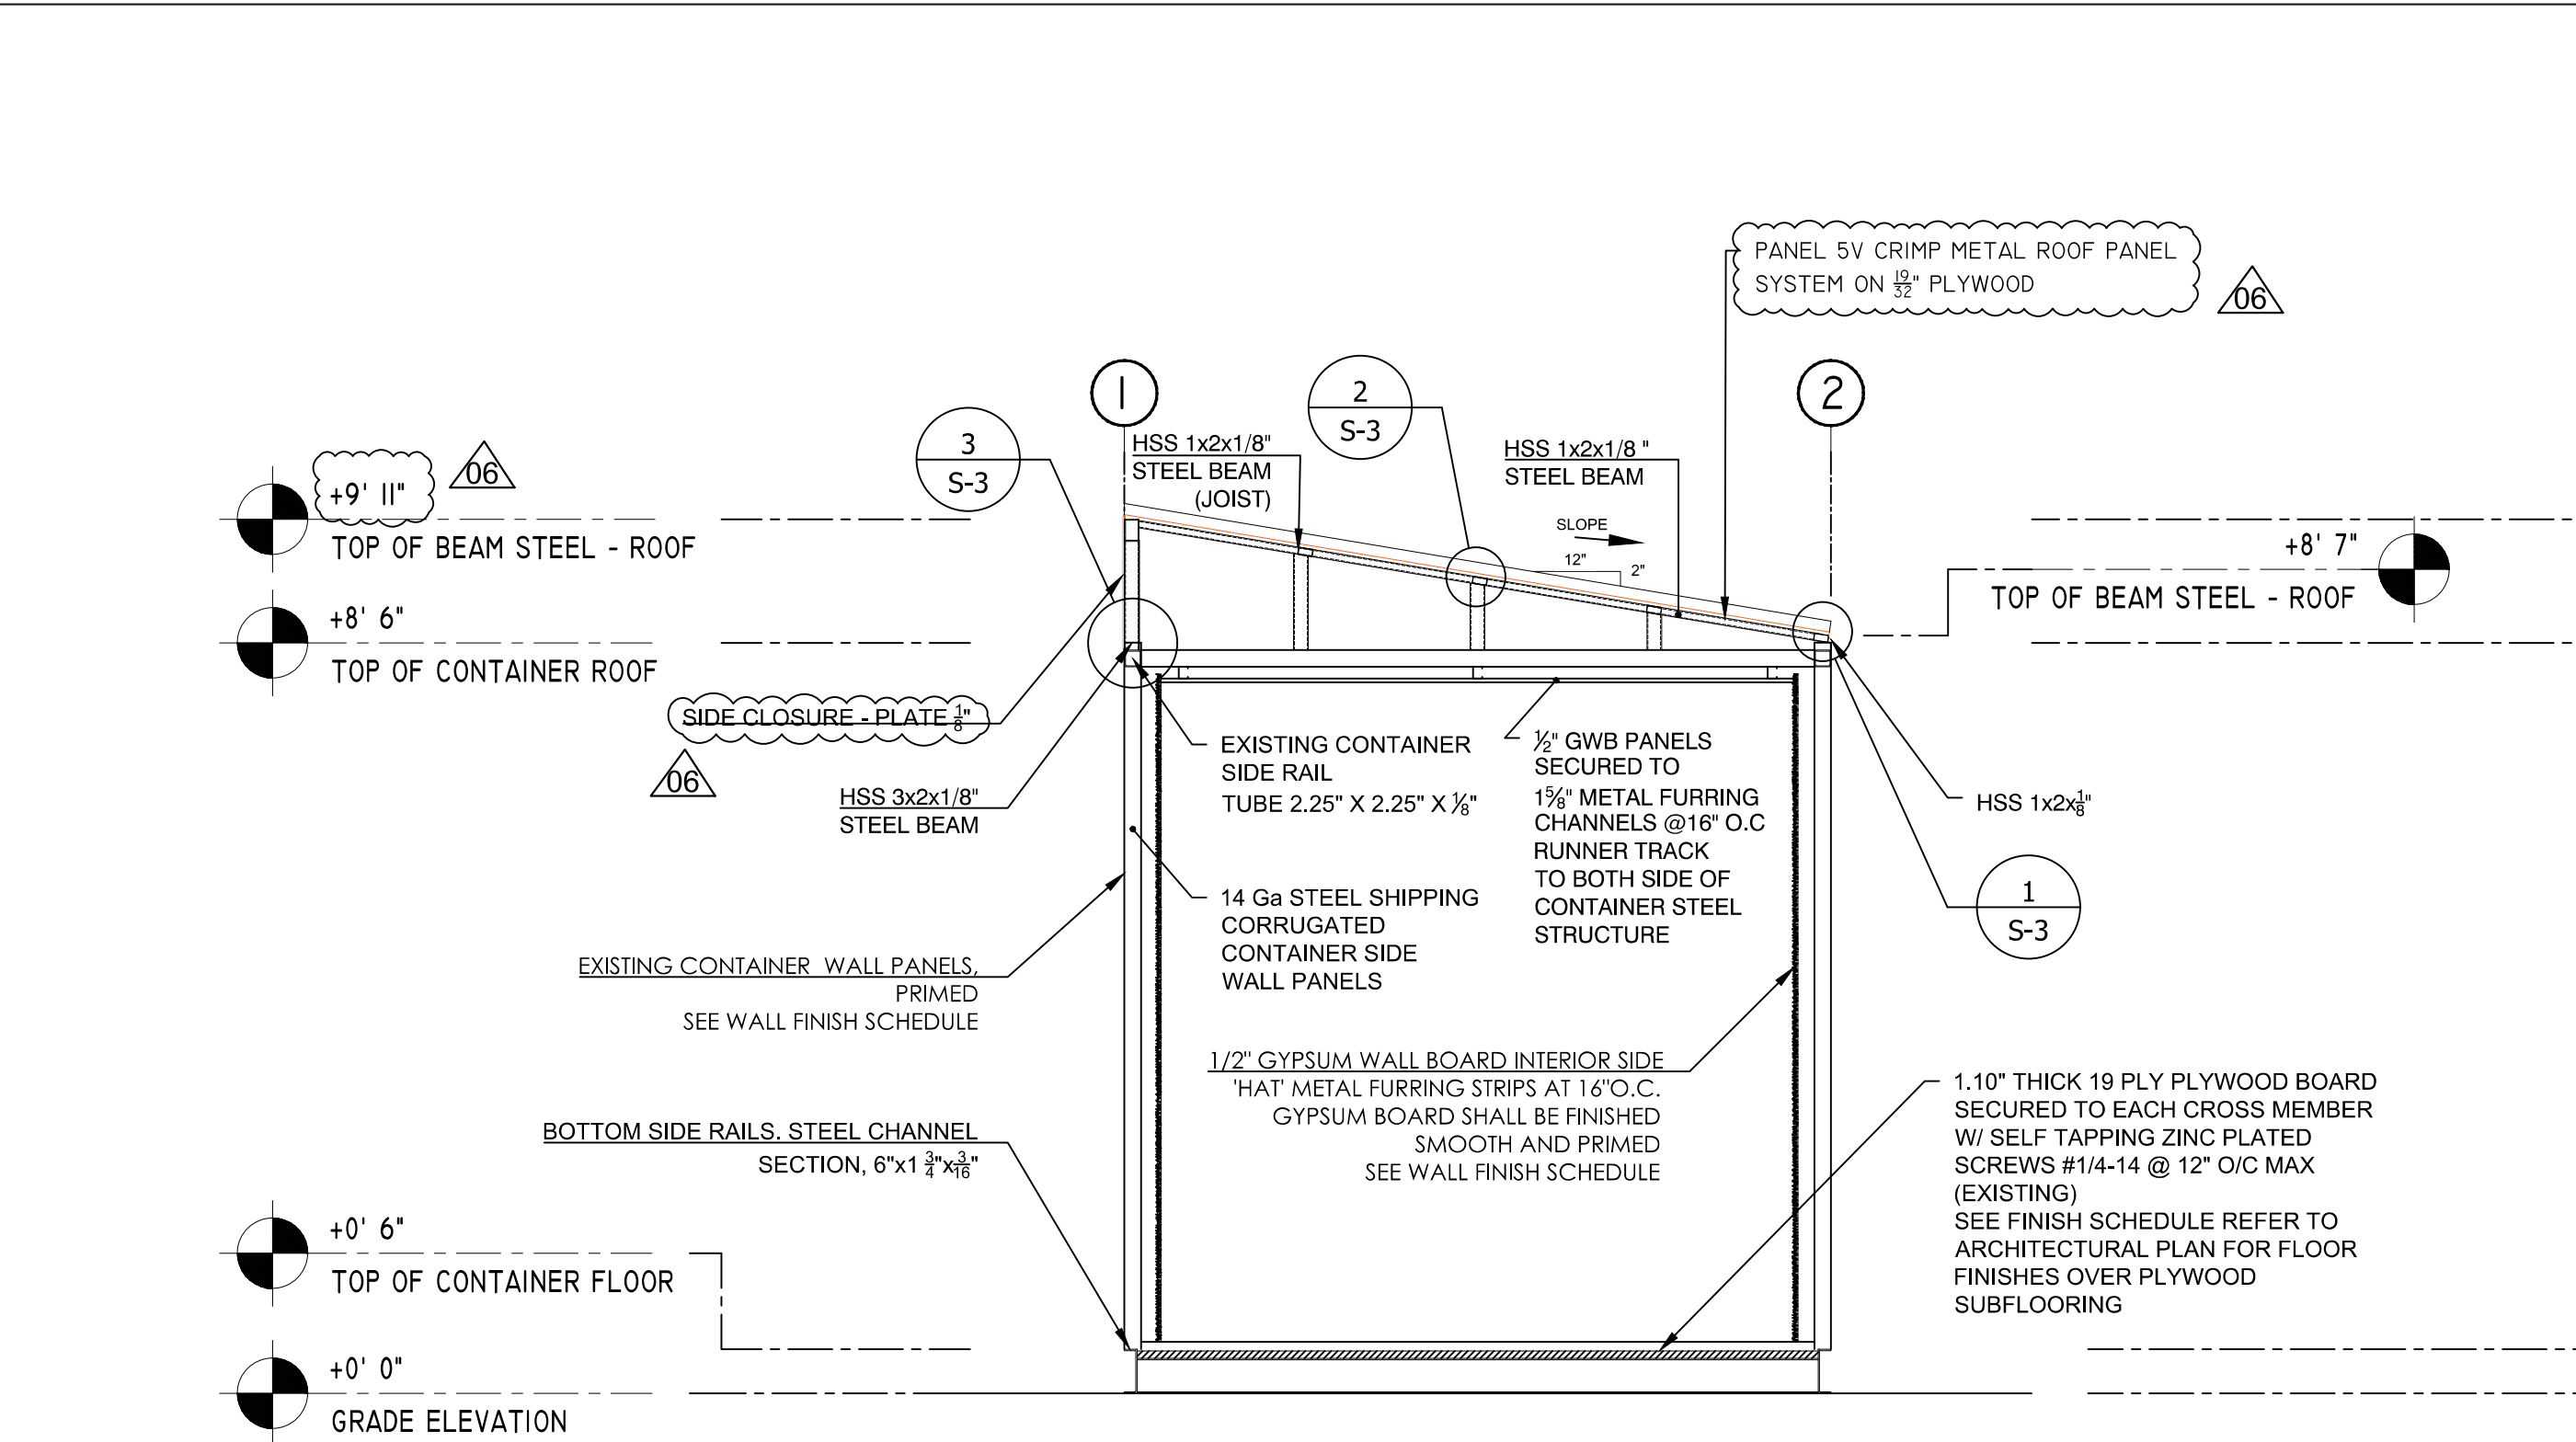 PANEL 5V CRIMP METAL ROOF PANEL
SYSTEM ON 19/32" PLYWOOD
06
1
2
2
S-3
3
S-3
HSS 1x2x1/8"
STEEL BEAM
(JOIST)
HSS 1x2x1/8 "
STEEL BEAM
SLOPE
12"
2"
+9' 11"
06
TOP OF BEAM STEEL - ROOF
+8' 6"
TOP OF CONTAINER ROOF
+8' 7"
TOP OF BEAM STEEL - ROOF
SIDE CLOSURE - PLATE 1/8"
06
HSS 3x2x1/8"
STEEL BEAM
EXISTING CONTAINER
SIDE RAIL
TUBE 2.25" X 2.25" X 1/8"
1/2" GWB PANELS
SECURED TO
1 5/8" METAL FURRING
CHANNELS @16" O.C
RUNNER TRACK
TO BOTH SIDE OF
CONTAINER STEEL
STRUCTURE
HSS 1x2x1/8"
1
S-3
14 Ga STEEL SHIPPING
CORRUGATED
CONTAINER SIDE
WALL PANELS
EXISTING CONTAINER WALL PANELS,
PRIMED
SEE WALL FINISH SCHEDULE
1/2" GYPSUM WALL BOARD INTERIOR SIDE
'HAT' METAL FURRING STRIPS AT 16"O.C.
GYPSUM BOARD SHALL BE FINISHED
SMOOTH AND PRIMED
SEE WALL FINISH SCHEDULE
BOTTOM SIDE RAILS. STEEL CHANNEL
SECTION, 6"x1 3/4"x3/16"
1.10" THICK 19 PLY PLYWOOD BOARD
SECURED TO EACH CROSS MEMBER
W/ SELF TAPPING ZINC PLATED
SCREWS #1/4-14 @ 12" O/C MAX
(EXISTING)
SEE FINISH SCHEDULE REFER TO
ARCHITECTURAL PLAN FOR FLOOR
FINISHES OVER PLYWOOD
SUBFLOORING
+0' 6"
TOP OF CONTAINER FLOOR
+0' 0"
GRADE ELEVATION